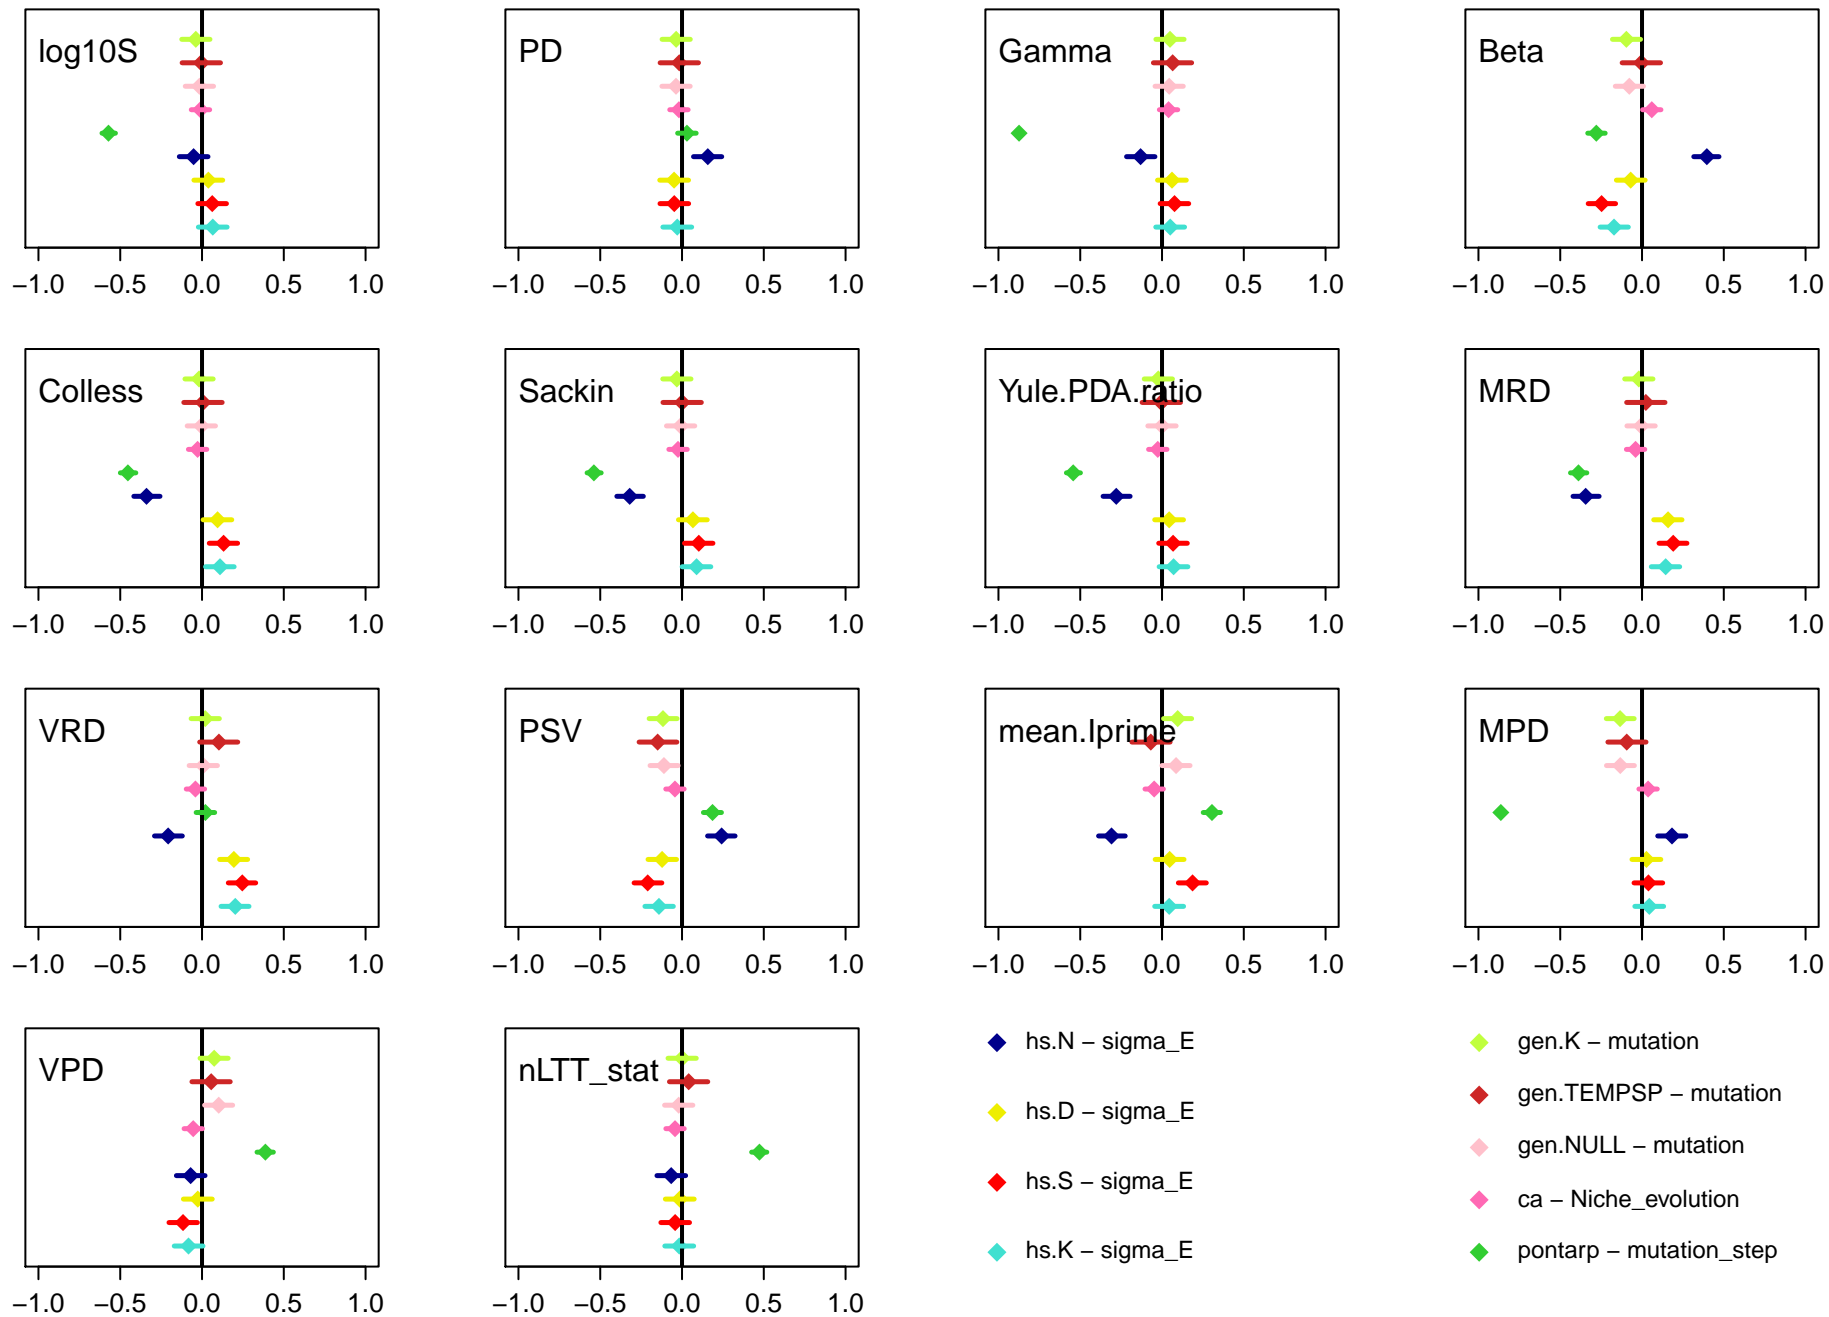 log10S
PD
Gamma
Beta
−1.0 −0.5 0.0 0.5 1.0
−1.0 −0.5 0.0 0.5 1.0
−1.0 −0.5 0.0 0.5 1.0
−1.0 −0.5 0.0 0.5 1.0
Colless
Sackin
Yule.PDA.ratio
MRD
−1.0 −0.5 0.0 0.5 1.0
−1.0 −0.5 0.0 0.5 1.0
−1.0 −0.5 0.0 0.5 1.0
−1.0 −0.5 0.0 0.5 1.0
VRD
PSV
mean.Iprime
MPD
−1.0 −0.5 0.0 0.5 1.0
−1.0 −0.5 0.0 0.5 1.0
−1.0 −0.5 0.0 0.5 1.0
−1.0 −0.5 0.0 0.5 1.0
VPD
nLTT_stat
−1.0 −0.5 0.0 0.5 1.0
−1.0 −0.5 0.0 0.5 1.0
hs.N − sigma_E
hs.D − sigma_E
hs.S − sigma_E
hs.K − sigma_E
gen.K − mutation
gen.TEMPSP − mutation
gen.NULL − mutation
ca − Niche_evolution
pontarp − mutation_step